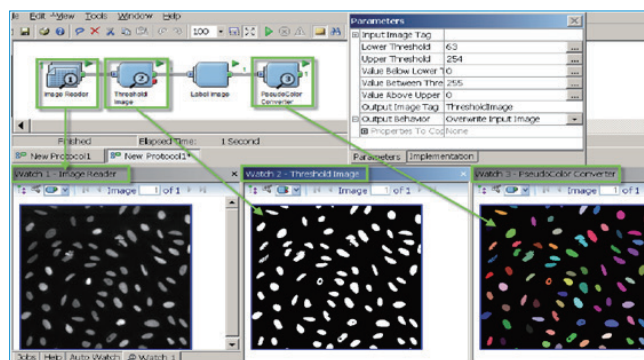 Edit View Tools Window Help
100
Image Reader
Threshold Image
Label Image
PseudoColor Converter
1
2
3
Finished Elapsed Time: 1 Second
New Protocol1 New Protocol1*
Parameters
Input Image Tag
Lower Threshold 63
Upper Threshold 254
Value Below Lower T 0
Value Between Thre 255
Value Above Upper 0
Output Image Tag ThresholdImage
Output Behavior Overwrite Input Image
Properties To Cop None
Parameters Implementation
Watch 1 - Image Reader
Image 1 of 1
Watch 2 - Threshold Image
Image 1 of 1
Watch 3 - PseudoColor Converter
Image 1 of 1
Jobs Help Auto Watch Watch 1